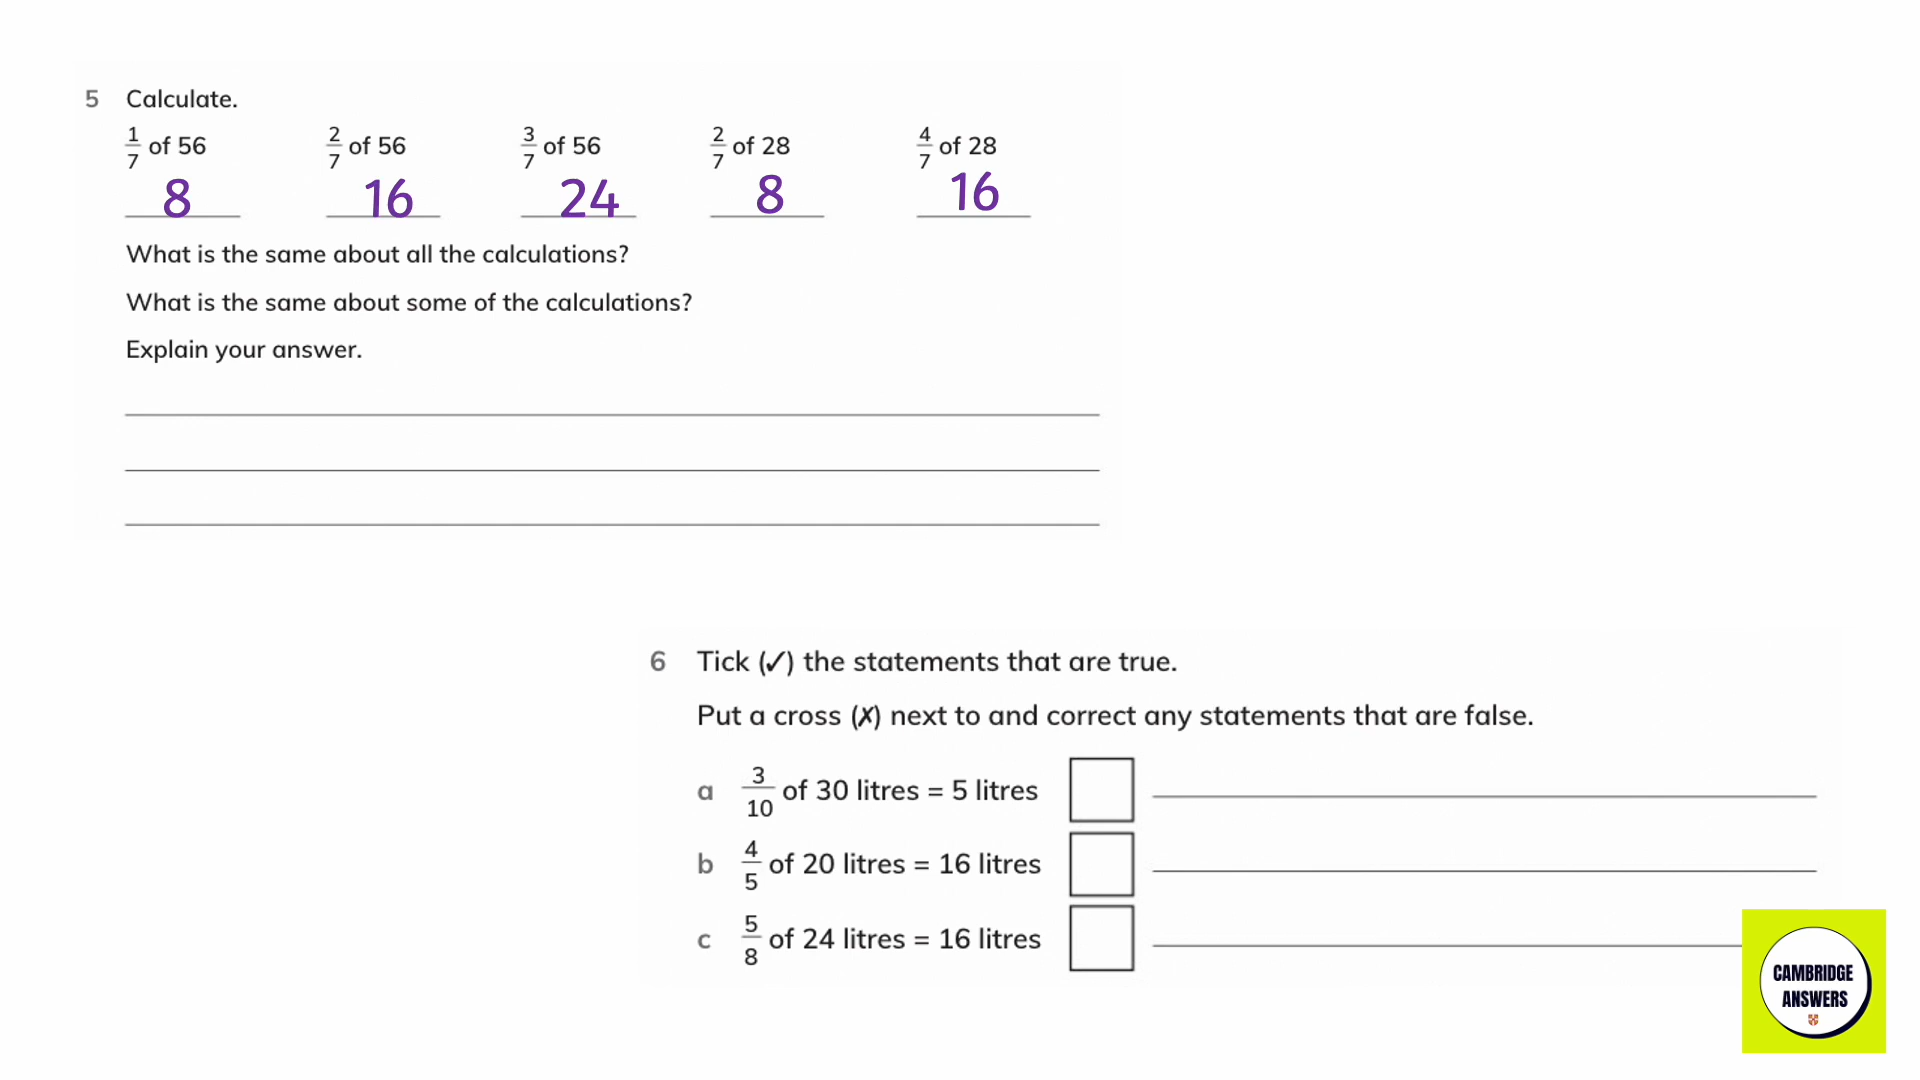 5 Calculate.
1/7 of 56 2/7 of 56 3/7 of 56 2/7 of 28 4/7 of 28
8 16 24 8 16
What is the same about all the calculations?
What is the same about some of the calculations?
Explain your answer.
6 Tick (✓) the statements that are true.
Put a cross (✗) next to and correct any statements that are false.
a 3/10 of 30 litres = 5 litres
b 4/5 of 20 litres = 16 litres
c 5/8 of 24 litres = 16 litres
CAMBRIDGE
ANSWERS